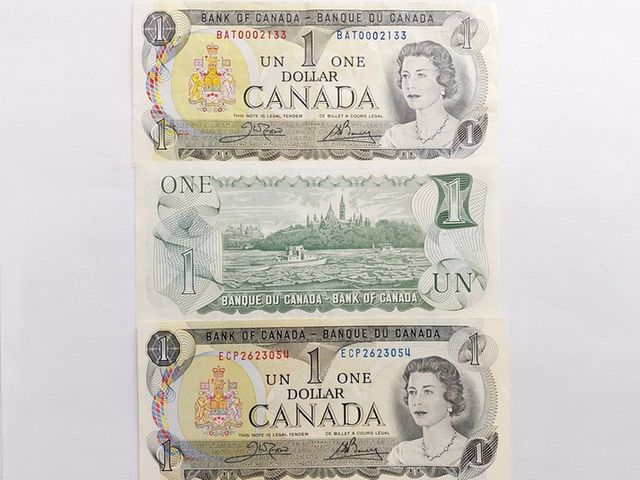 1 BANK OF CANADA – BANQUE DU CANADA 1
BAT0002133 1 BAT0002133
UN ONE
DOLLAR
CANADA
THIS NOTE IS LEGAL TENDER CE BILLET A COURS LÉGAL
1 1
ONE 1
1 UN
BANQUE DU CANADA – BANK OF CANADA
1 BANK OF CANADA – BANQUE DU CANADA 1
ECP2623054 1 ECP2623054
UN ONE
DOLLAR
CANADA
THIS NOTE IS LEGAL TENDER CE BILLET A COURS LÉGAL
1 1